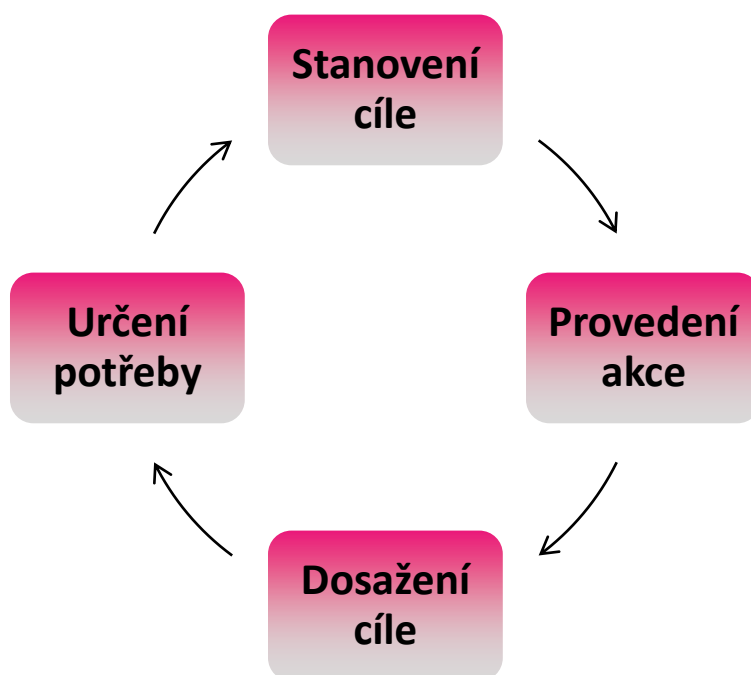 Stanovení
cíle
Určení
potřeby
Provedení
akce
Dosažení
cíle